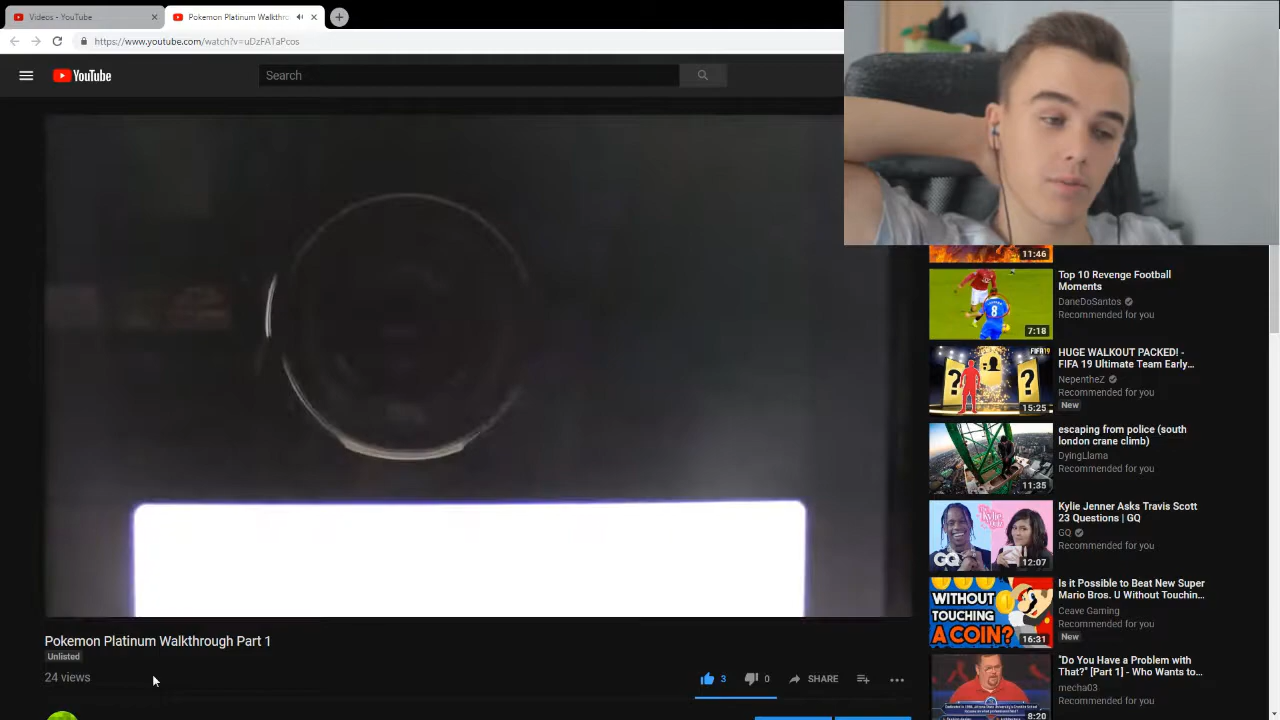 Videos - YouTube
Pokemon Platinum Walkthro
https://www.youtube.com/watch?v=uDzFATaPcos
YouTube
Search
11:46
Top 10 Revenge Football
Moments
DaneDoSantos
Recommended for you
8
7:18
HUGE WALKOUT PACKED! -
FIFA 19 Ultimate Team Early...
NepentheZ
Recommended for you
New
FIFA 19
? ?
15:25
escaping from police (south
london crane climb)
DyingLlama
Recommended for you
11:35
Kylie Jenner Asks Travis Scott
23 Questions | GQ
GQ
Recommended for you
GQ
12:07
Is it Possible to Beat New Super
Mario Bros. U Without Touchin...
Ceave Gaming
Recommended for you
New
WITHOUT
TOUCHING
A COIN?
16:31
"Do You Have a Problem with
That?" [Part 1] - Who Wants to...
mecha03
Recommended for you
8:20
Pokemon Platinum Walkthrough Part 1
Unlisted
24 views
3
0
SHARE